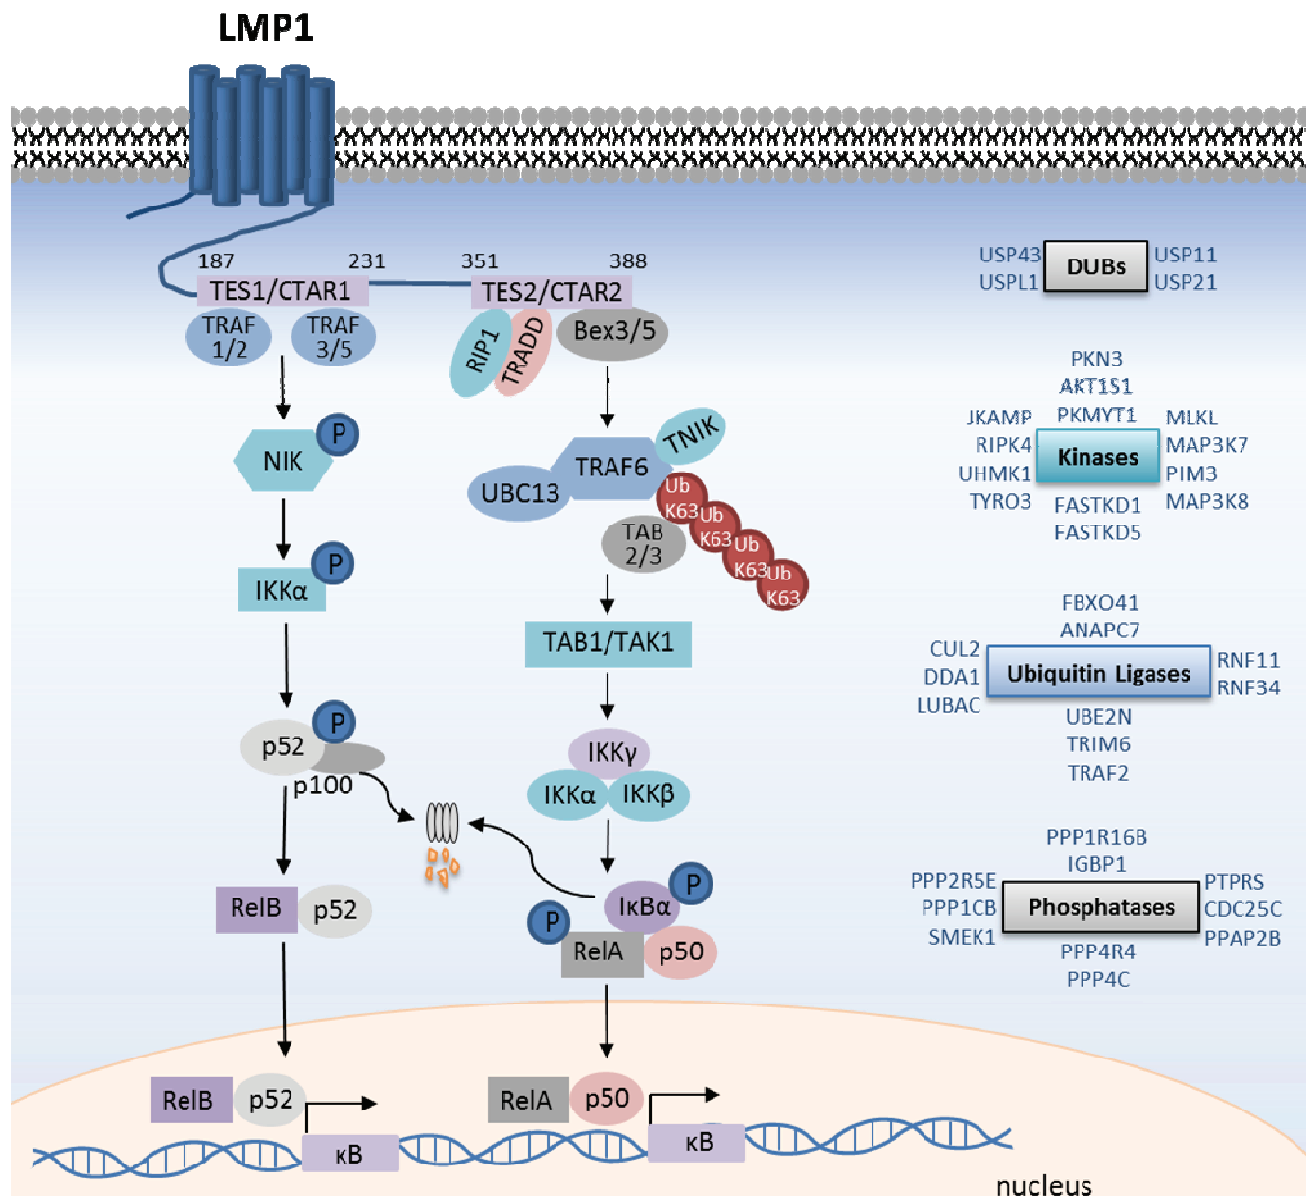 LMP1
187
231
351
388
TES1/CTAR1
TES2/CTAR2
TRAF
1/2
TRAF
3/5
RIP1
TRADD
Bex3/5
P
NIK
TNIK
TRAF6
UBC13
Ub
K63
Ub
K63
Ub
K63
Ub
K63
TAB
2/3
P
IKKα
TAB1/TAK1
P
p52
p100
IKKγ
IKKα
IKKβ
P
IκBα
P
RelA
p50
RelB
p52
RelB
p52
RelA
p50
κB
κB
nucleus
USP43
USPL1
DUBs
USP11
USP21
PKN3
AKT1S1
PKMYT1
JKAMP
RIPK4
UHMK1
TYRO3
Kinases
MLKL
MAP3K7
PIM3
MAP3K8
FASTKD1
FASTKD5
FBXO41
ANAPC7
CUL2
DDA1
LUBAC
Ubiquitin Ligases
RNF11
RNF34
UBE2N
TRIM6
TRAF2
PPP1R16B
IGBP1
PPP2R5E
PPP1CB
SMEK1
Phosphatases
PTPRS
CDC25C
PPAP2B
PPP4R4
PPP4C